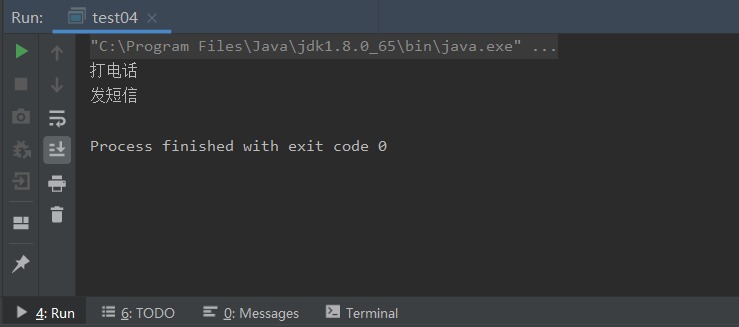 Run: test04
"C:\Program Files\Java\jdk1.8.0_65\bin\java.exe" ...
打电话
发短信
Process finished with exit code 0
4: Run 6: TODO 0: Messages Terminal